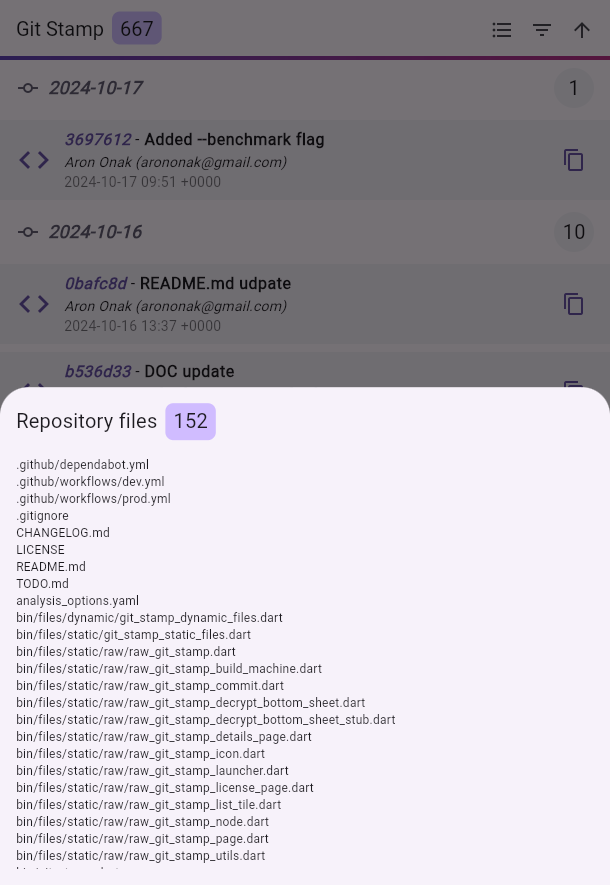 Git Stamp 667
2024-10-17
1
3697612 - Added --benchmark flag
Aron Onak (arononak@gmail.com)
2024-10-17 09:51 +0000
2024-10-16
10
0bafc8d - README.md udpate
Aron Onak (arononak@gmail.com)
2024-10-16 13:37 +0000
b536d33 - DOC update
Repository files 152
.github/dependabot.yml
.github/workflows/dev.yml
.github/workflows/prod.yml
.gitignore
CHANGELOG.md
LICENSE
README.md
TODO.md
analysis_options.yaml
bin/files/dynamic/git_stamp_dynamic_files.dart
bin/files/static/git_stamp_static_files.dart
bin/files/static/raw/raw_git_stamp.dart
bin/files/static/raw/raw_git_stamp_build_machine.dart
bin/files/static/raw/raw_git_stamp_commit.dart
bin/files/static/raw/raw_git_stamp_decrypt_bottom_sheet.dart
bin/files/static/raw/raw_git_stamp_decrypt_bottom_sheet_stub.dart
bin/files/static/raw/raw_git_stamp_details_page.dart
bin/files/static/raw/raw_git_stamp_icon.dart
bin/files/static/raw/raw_git_stamp_launcher.dart
bin/files/static/raw/raw_git_stamp_license_page.dart
bin/files/static/raw/raw_git_stamp_list_tile.dart
bin/files/static/raw/raw_git_stamp_node.dart
bin/files/static/raw/raw_git_stamp_page.dart
bin/files/static/raw/raw_git_stamp_utils.dart